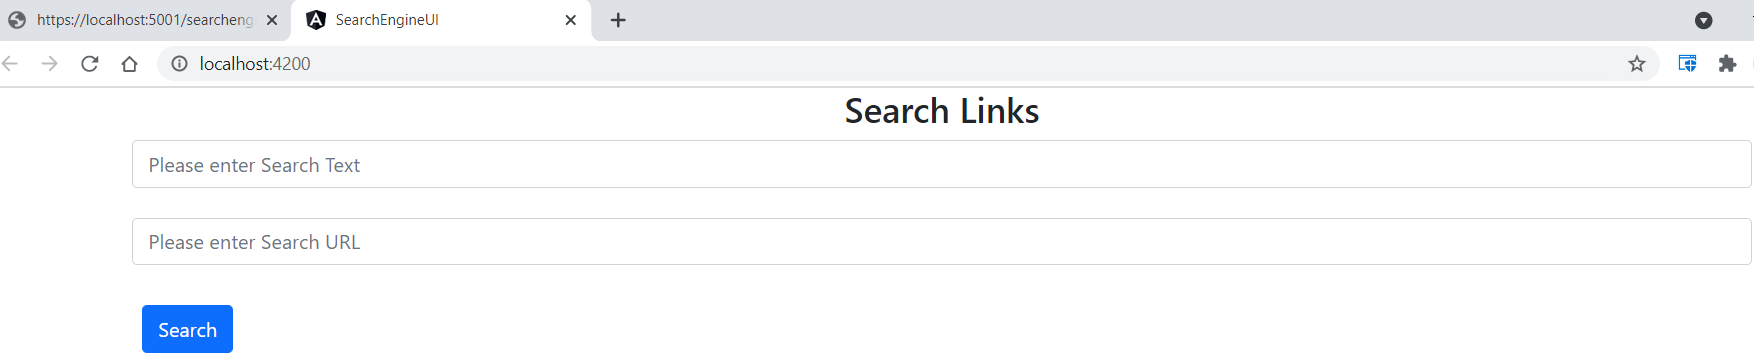 https://localhost:5001/searcheng
SearchEngineUI
localhost:4200
Search Links
Please enter Search Text
Please enter Search URL
Search